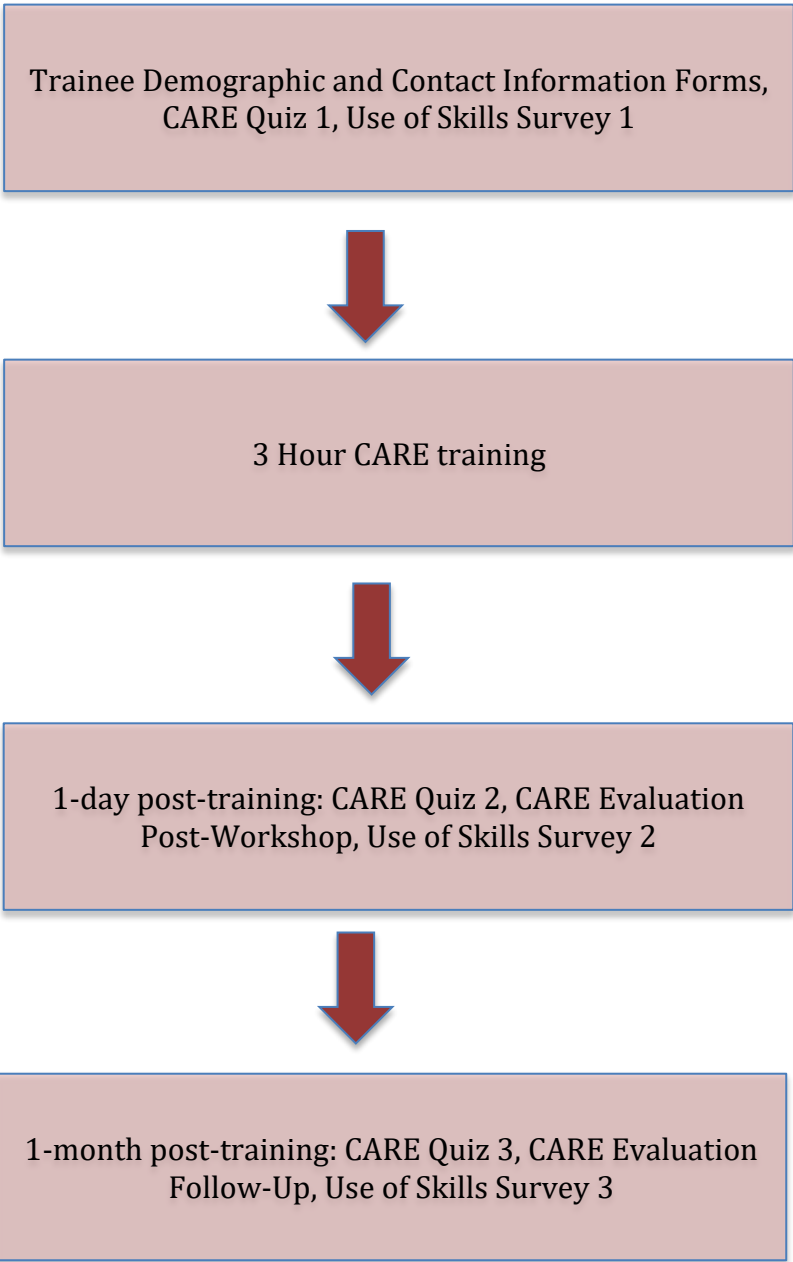 Trainee Demographic and Contact Information Forms,
CARE Quiz 1, Use of Skills Survey 1
3 Hour CARE training
1-day post-training: CARE Quiz 2, CARE Evaluation
Post-Workshop, Use of Skills Survey 2
1-month post-training: CARE Quiz 3, CARE Evaluation
Follow-Up, Use of Skills Survey 3